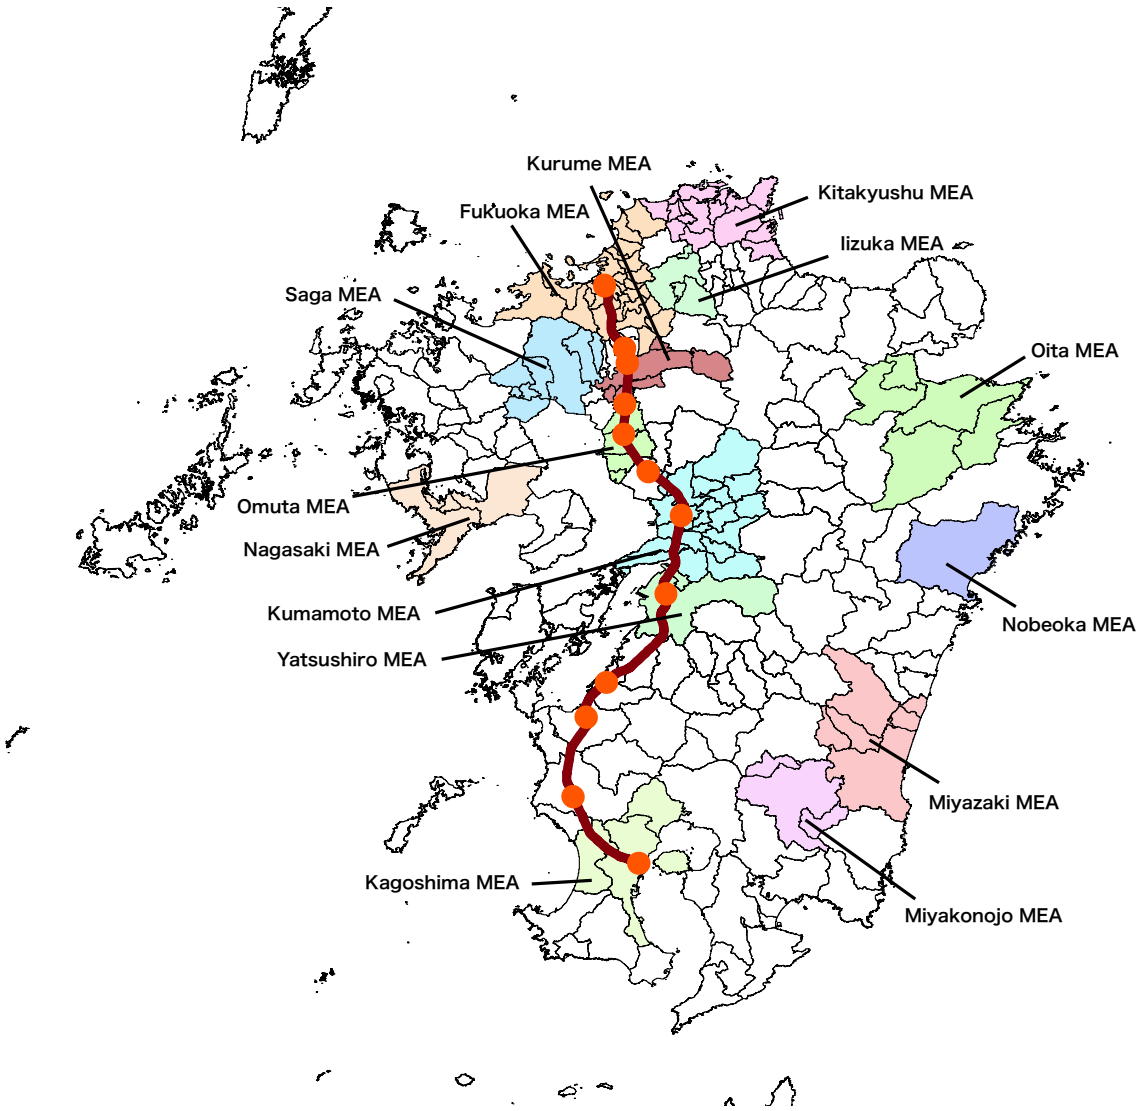 Kurume MEA
Kitakyushu MEA
Fukuoka MEA
Iizuka MEA
Saga MEA
Oita MEA
Omuta MEA
Nagasaki MEA
Kumamoto MEA
Nobeoka MEA
Yatsushiro MEA
Miyazaki MEA
Kagoshima MEA
Miyakonojo MEA